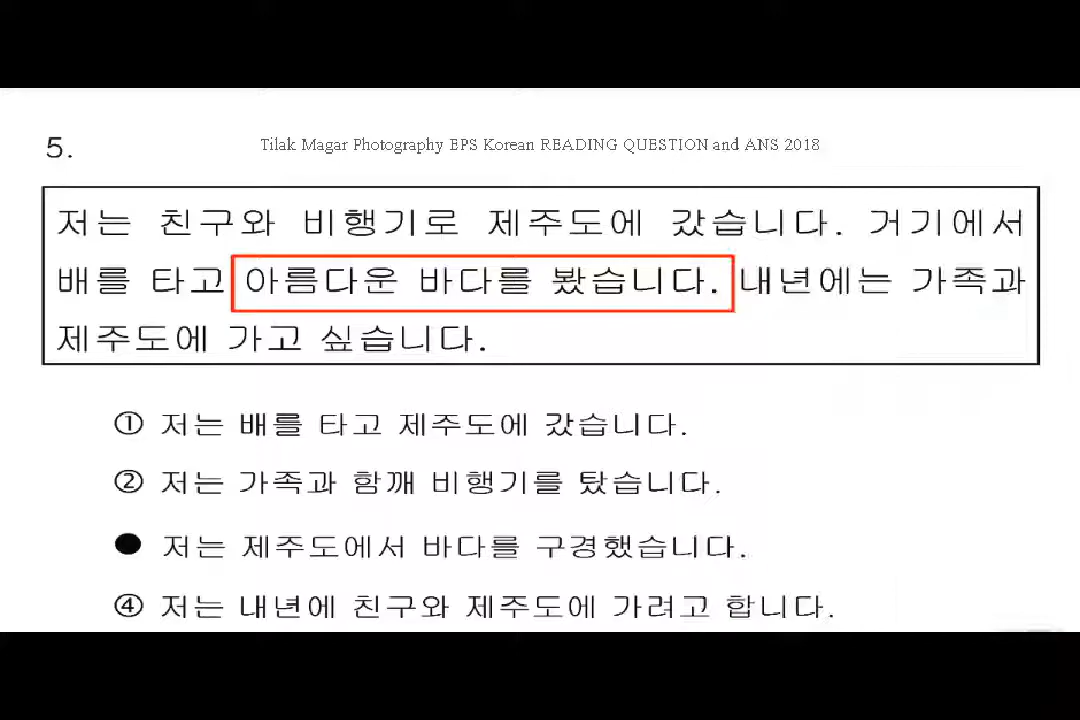 5.
Tilak Magar Photography EPS Korean READING QUESTION and ANS 2018
저는 친구와 비행기로 제주도에 갔습니다. 거기에서
배를 타고 아름다운 바다를 봤습니다. 내년에는 가족과
제주도에 가고 싶습니다.
① 저는 배를 타고 제주도에 갔습니다.
② 저는 가족과 함깨 비행기를 탔습니다.
● 저는 제주도에서 바다를 구경했습니다.
④ 저는 내년에 친구와 제주도에 가려고 합니다.